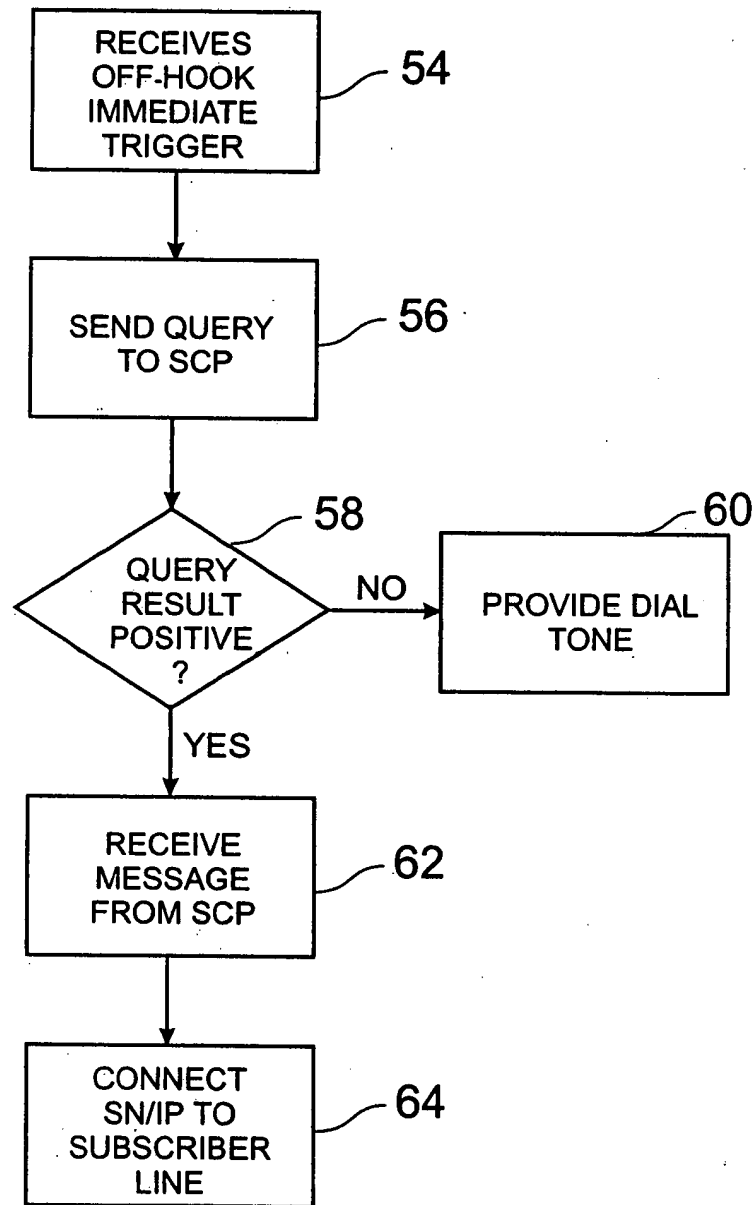 RECEIVES
OFF-HOOK
IMMEDIATE
TRIGGER
54
SEND QUERY
TO SCP
56
58
QUERY
RESULT
POSITIVE
?
NO
60
PROVIDE DIAL
TONE
YES
RECEIVE
MESSAGE
FROM SCP
62
CONNECT
SN/IP TO
SUBSCRIBER
LINE
64